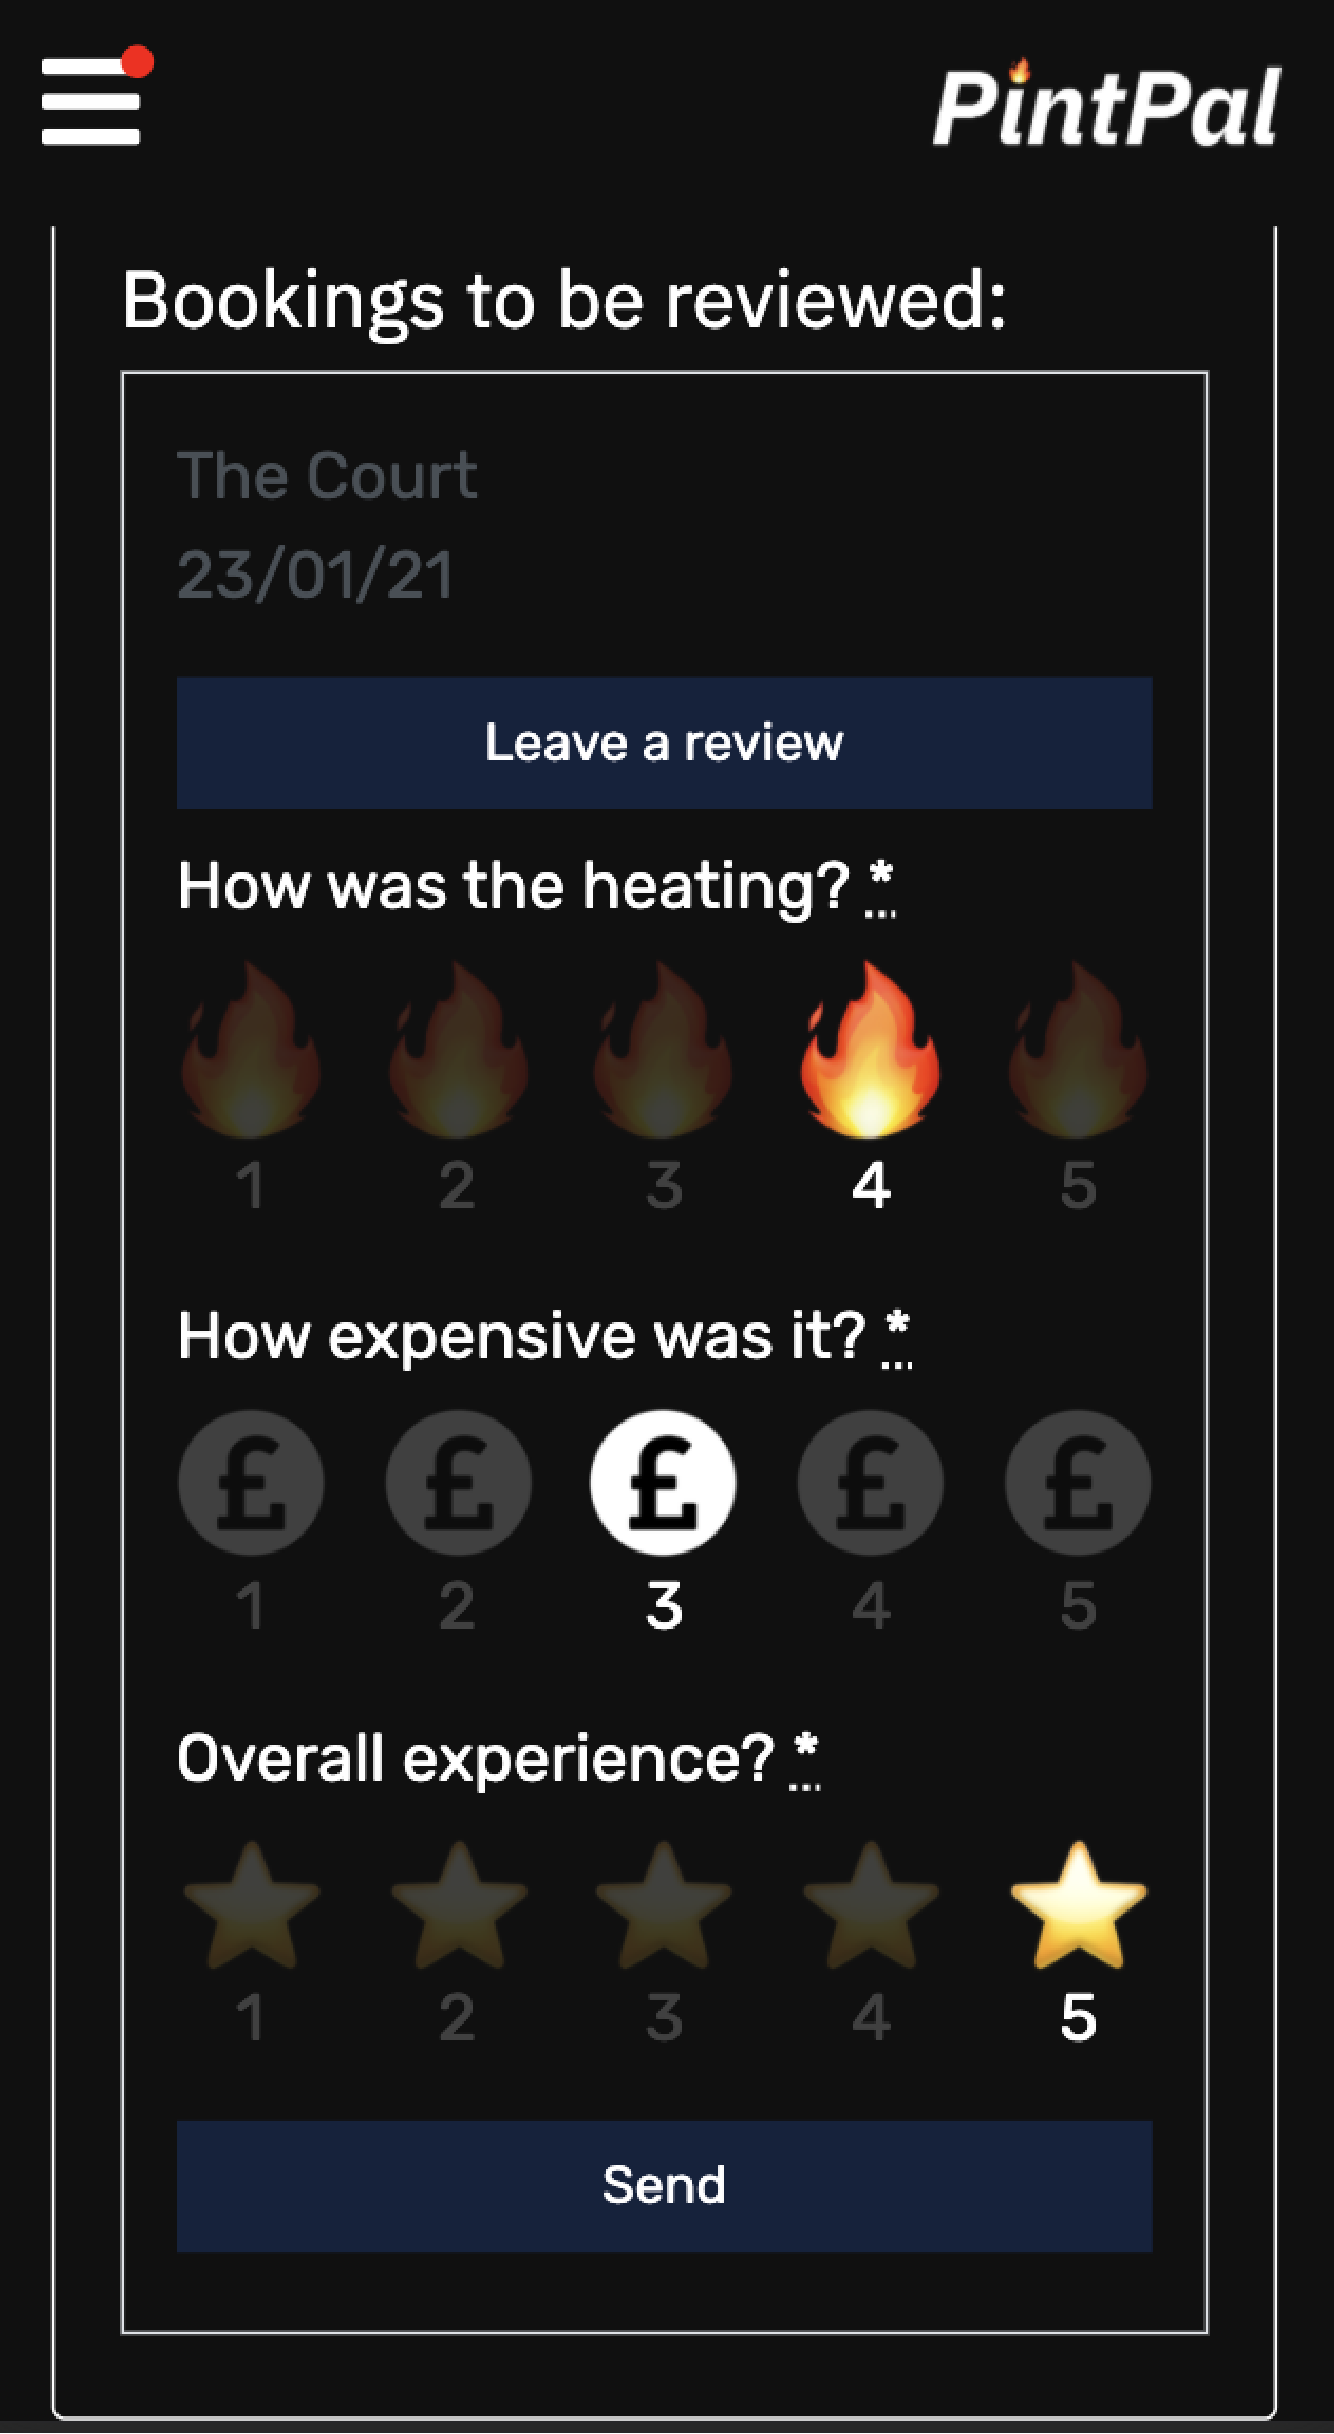 PintPal
Bookings to be reviewed:
The Court
23/01/21
Leave a review
How was the heating? *
1 2 3 4 5
How expensive was it? *
£ £ £ £ £
1 2 3 4 5
Overall experience? *
1 2 3 4 5
Send